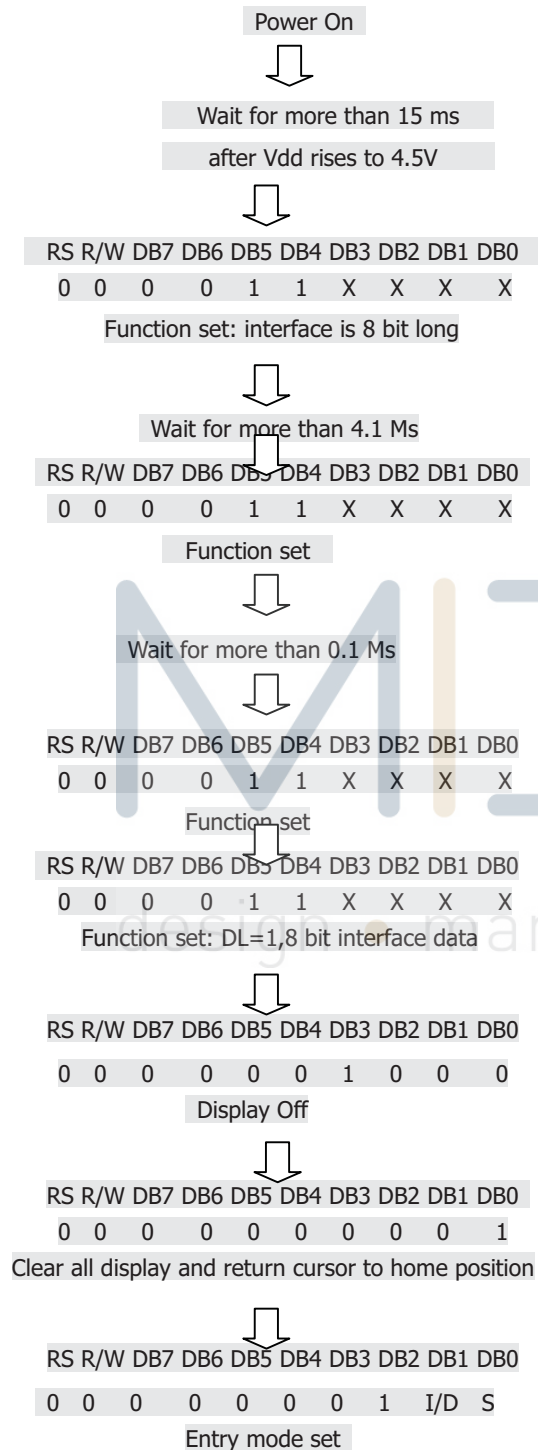 Power On
Wait for more than 15 ms
after Vdd rises to 4.5V
RS R/W DB7 DB6 DB5 DB4 DB3 DB2 DB1 DB0
0 0 0 0 1 1 X X X X
Function set: interface is 8 bit long
Wait for more than 4.1 Ms
RS R/W DB7 DB6 DB5 DB4 DB3 DB2 DB1 DB0
0 0 0 0 1 1 X X X X
Function set
Wait for more than 0.1 Ms
RS R/W DB7 DB6 DB5 DB4 DB3 DB2 DB1 DB0
0 0 0 0 1 1 X X X X
Function set
RS R/W DB7 DB6 DB5 DB4 DB3 DB2 DB1 DB0
0 0 0 0 1 1 X X X X
design • man
Function set: DL=1,8 bit interface data
RS R/W DB7 DB6 DB5 DB4 DB3 DB2 DB1 DB0
0 0 0 0 0 0 1 0 0 0
Display Off
RS R/W DB7 DB6 DB5 DB4 DB3 DB2 DB1 DB0
0 0 0 0 0 0 0 0 0 1
Clear all display and return cursor to home position
RS R/W DB7 DB6 DB5 DB4 DB3 DB2 DB1 DB0
0 0 0 0 0 0 0 1 I/D S
Entry mode set